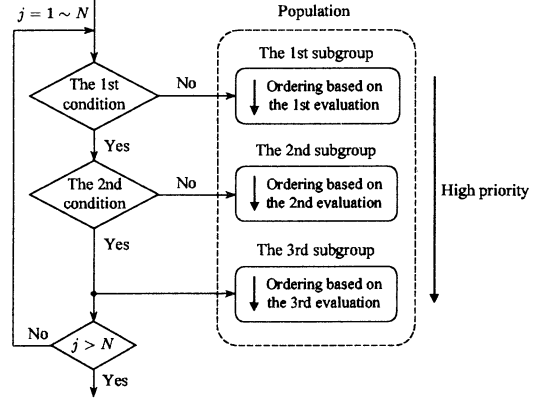 j = 1 ~ N
Population
The 1st subgroup
The 1st
condition
No
Ordering based on
the 1st evaluation
Yes
The 2nd subgroup
The 2nd
condition
No
Ordering based on
the 2nd evaluation
High priority
Yes
The 3rd subgroup
Ordering based on
the 3rd evaluation
No
j > N
Yes